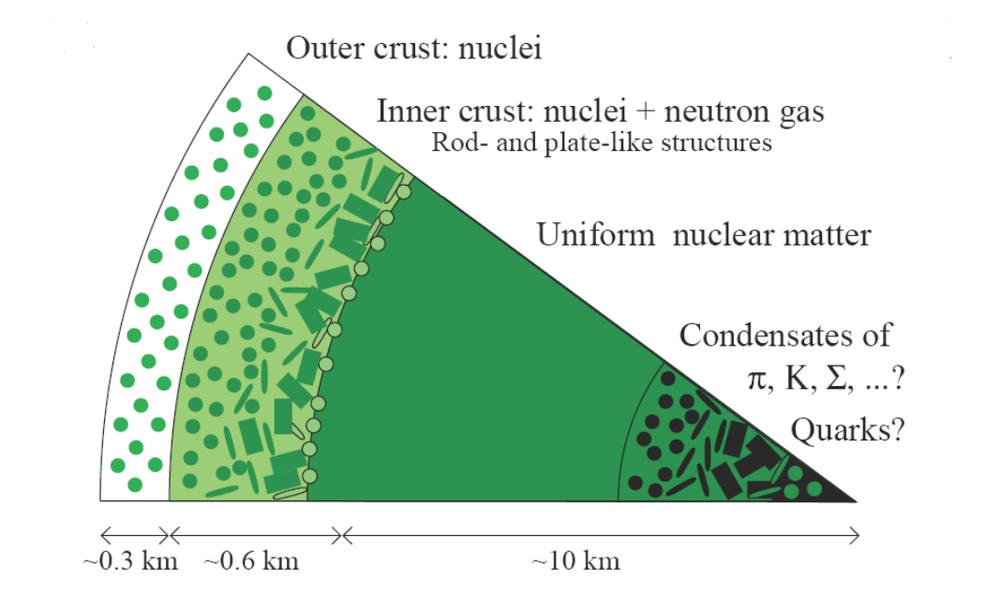 Outer crust: nuclei
Inner crust: nuclei + neutron gas
Rod- and plate-like structures
Uniform nuclear matter
Condensates of
π, K, Σ, ...?
Quarks?
~0.3 km
~0.6 km
~10 km